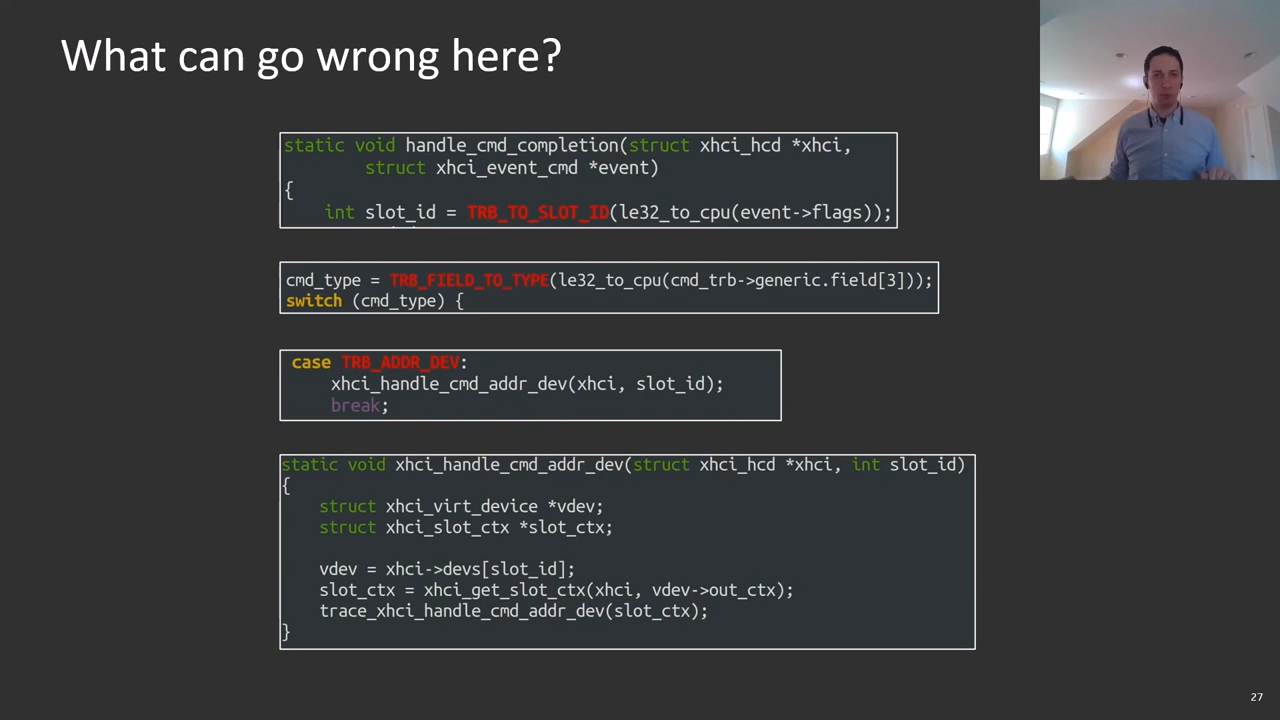 What can go wrong here?
static void handle_cmd_completion(struct xhci_hcd *xhci,
struct xhci_event_cmd *event)
{
int slot_id = TRB_TO_SLOT_ID(le32_to_cpu(event->flags));
cmd_type = TRB_FIELD_TO_TYPE(le32_to_cpu(cmd_trb->generic.field[3]));
switch (cmd_type) {
case TRB_ADDR_DEV:
xhci_handle_cmd_addr_dev(xhci, slot_id);
break;
static void xhci_handle_cmd_addr_dev(struct xhci_hcd *xhci, int slot_id)
{
struct xhci_virt_device *vdev;
struct xhci_slot_ctx *slot_ctx;
vdev = xhci->devs[slot_id];
slot_ctx = xhci_get_slot_ctx(xhci, vdev->out_ctx);
trace_xhci_handle_cmd_addr_dev(slot_ctx);
}
27